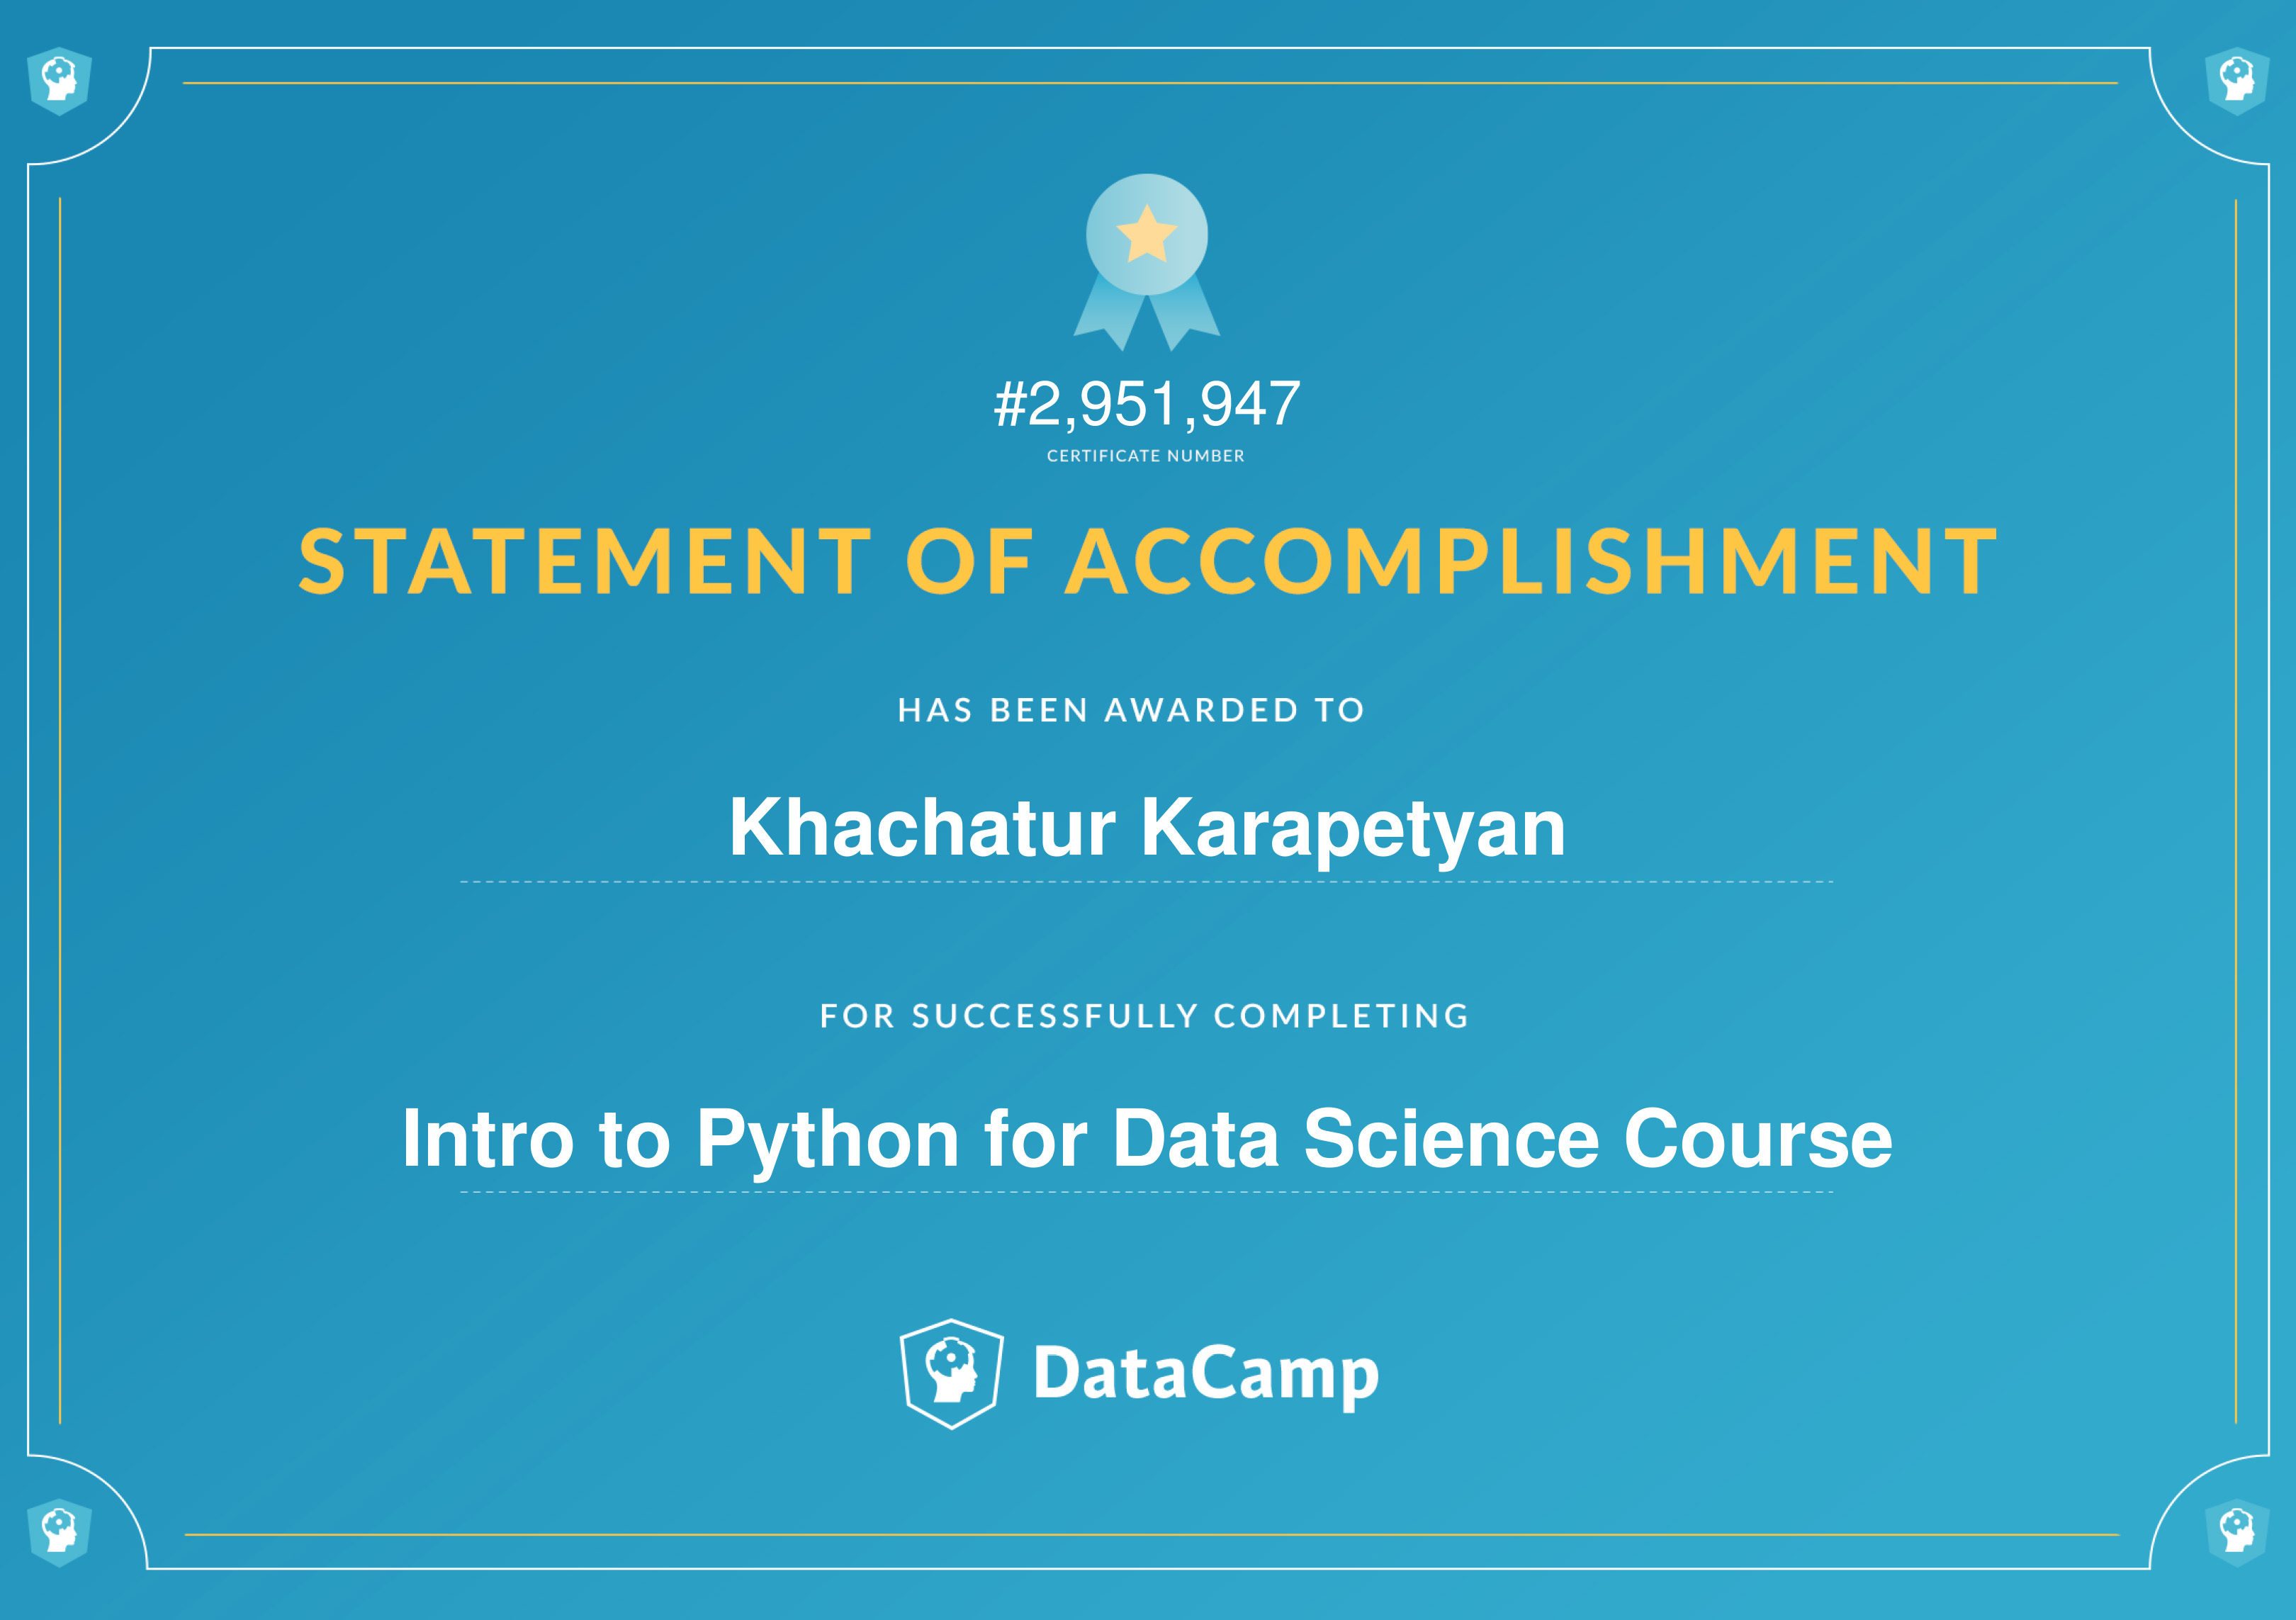 #2,951,947
CERTIFICATE NUMBER
STATEMENT OF ACCOMPLISHMENT
HAS BEEN AWARDED TO
Khachatur Karapetyan
FOR SUCCESSFULLY COMPLETING
Intro to Python for Data Science Course
DataCamp